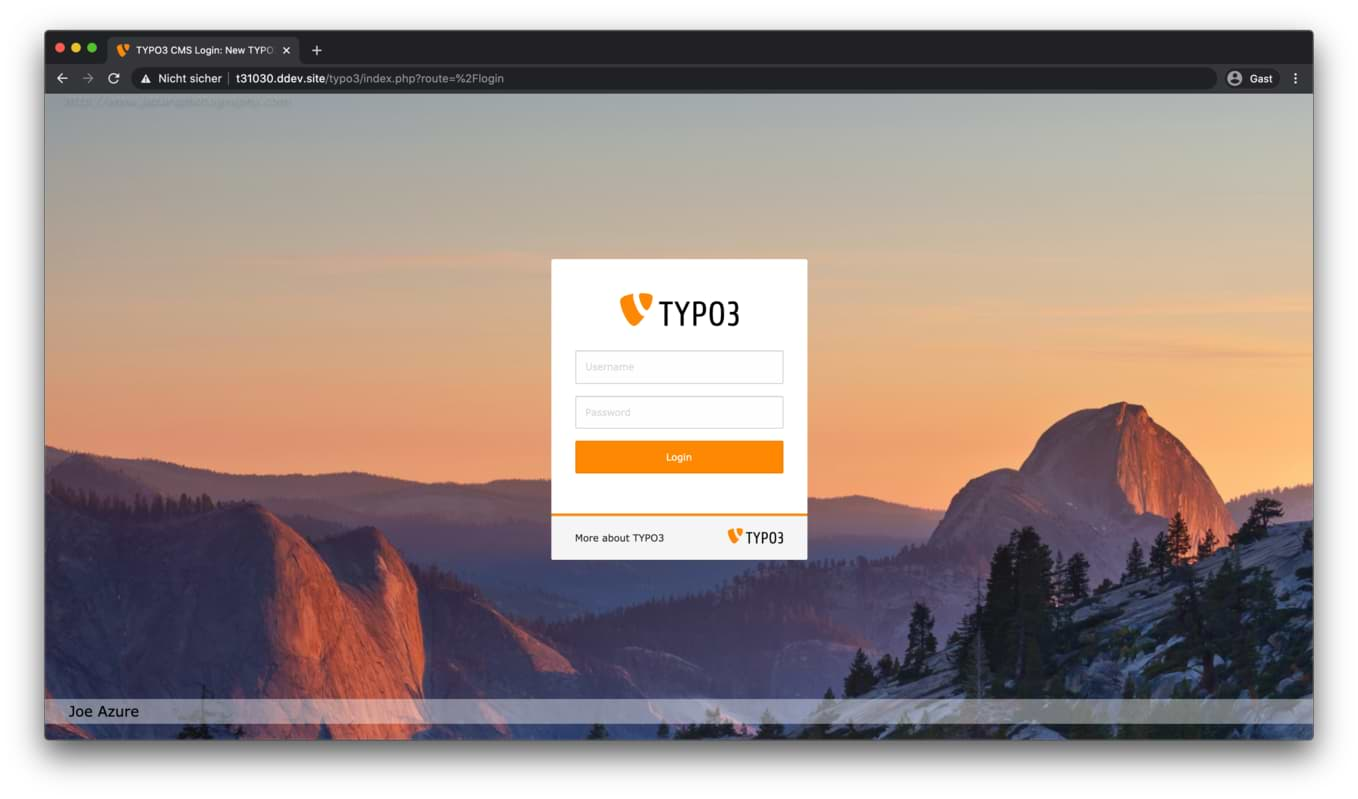 TYPO3 CMS Login: New TYPO
Nicht sicher | t31030.ddev.site/typo3/index.php?route=%2Flogin
Gast
TYPO3
Username
Password
Login
More about TYPO3
TYPO3
Joe Azure